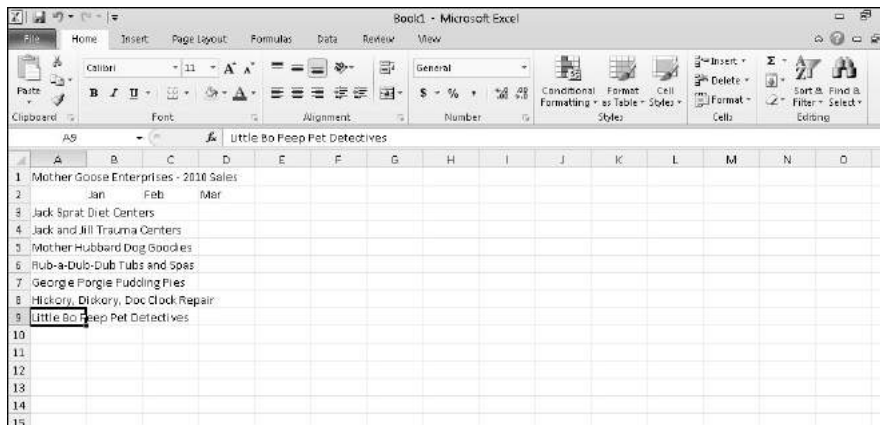 Book1 - Microsoft Excel
File Home Insert Page Layout Formulas Data Review View
Paste
Calibri 11 A A
B I U A
General
$ % ,
Conditional Formatting
Format as Table
Cell Styles
Insert
Delete
Format
Σ
Sort & Filter
Find & Select
Clipboard Font Alignment Number Styles Cells Editing
A9 fx Little Bo Peep Pet Detectives
A B C D E F G H I J K L M N O
1 Mother Goose Enterprises - 2010 Sales
2 Jan Feb Mar
3 Jack Sprat Diet Centers
4 Jack and Jill Trauma Centers
5 Mother Hubbard Dog Goodies
6 Rub-a-Dub-Dub Tubs and Spas
7 Georgie Porgie Pudding Pies
8 Hickory, Dickory, Doc Clock Repair
9 Little Bo Peep Pet Detectives
10
11
12
13
14
15